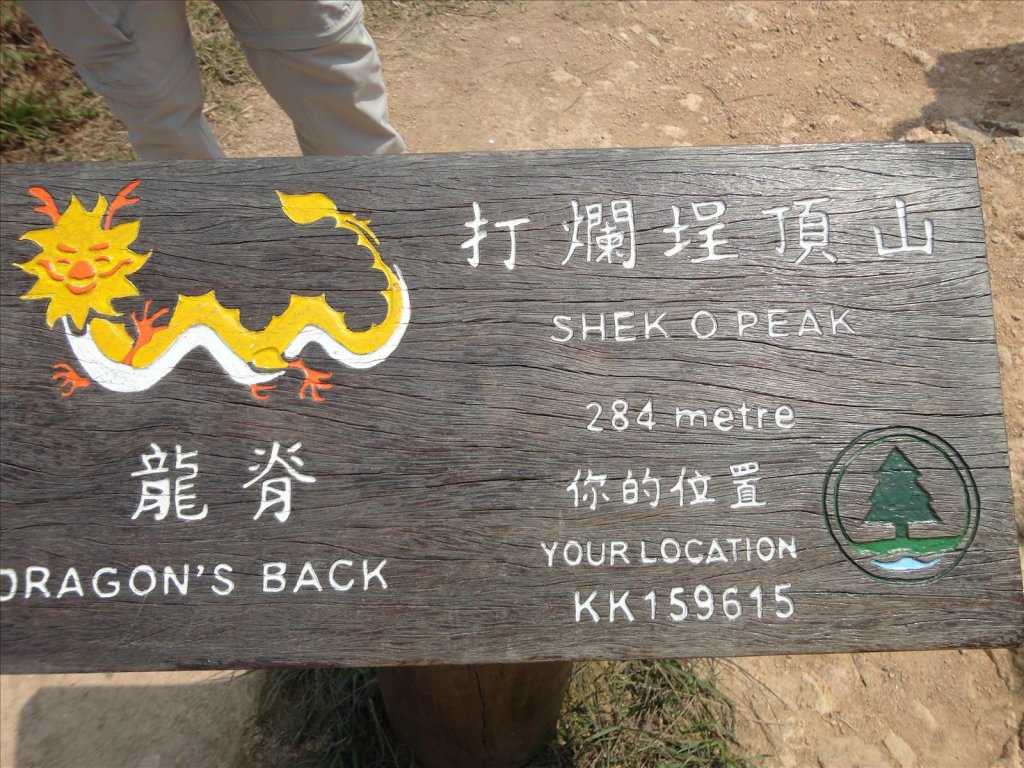 龍脊
DRAGON'S BACK
打爛埕頂山
SHEK O PEAK
284 metre
你的位置
YOUR LOCATION
KK159615